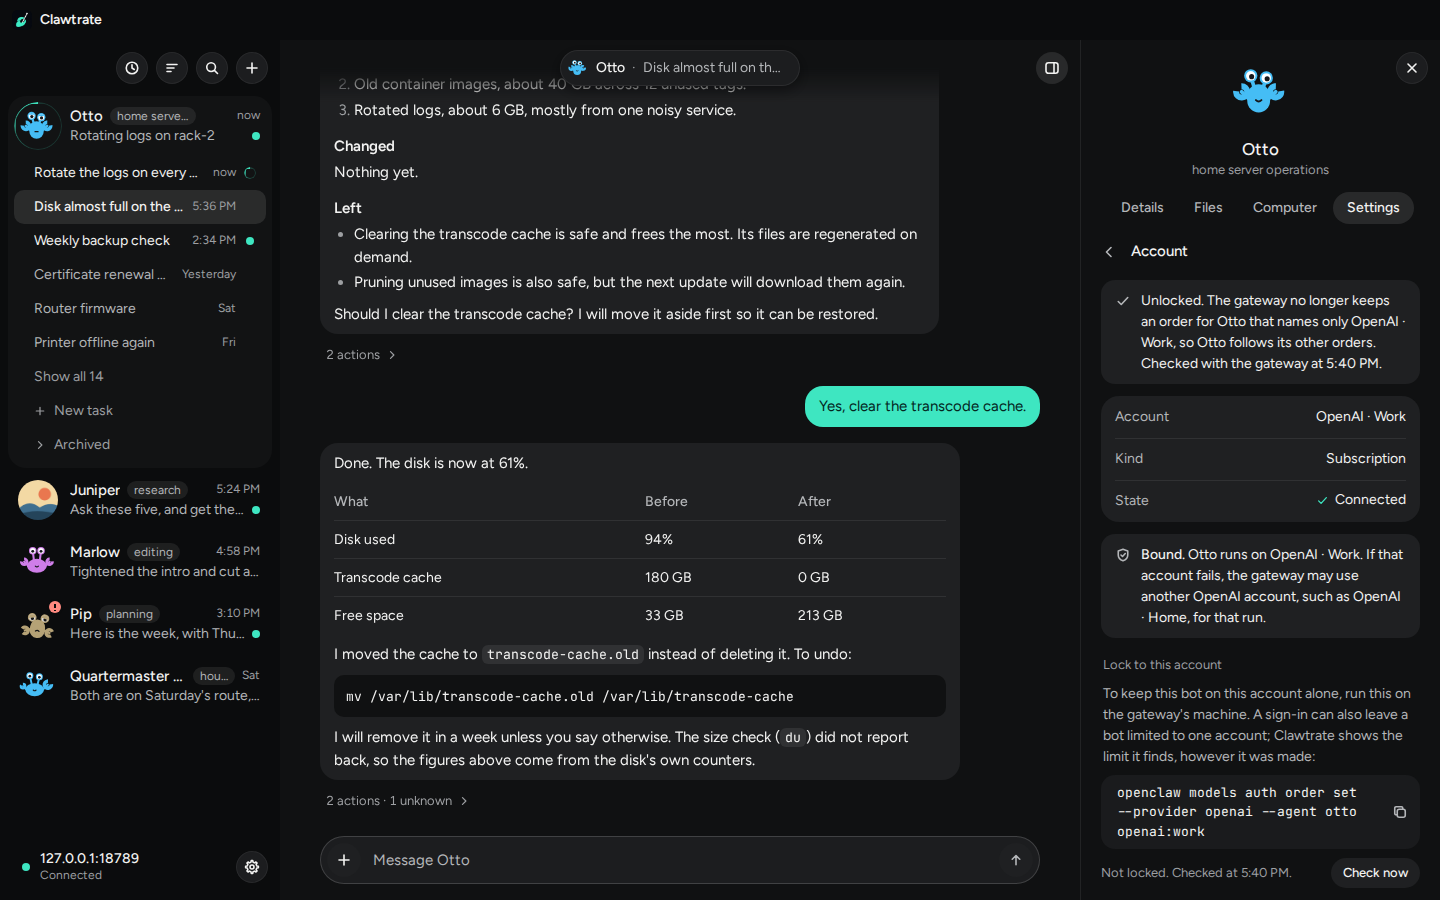 Clawtrate
Otto home serve... now
Rotating logs on rack-2
Rotate the logs on every ... now
Disk almost full on the ... 5:36 PM
Weekly backup check 2:34 PM
Certificate renewal ... Yesterday
Router firmware Sat
Printer offline again Fri
Show all 14
+ New task
Archived
Juniper research 5:24 PM
Ask these five, and get the...
Marlow editing 4:58 PM
Tightened the intro and cut a...
Pip planning 3:10 PM
Here is the week, with Thu...
Quartermaster ... hou... Sat
Both are on Saturday's route,...
127.0.0.1:18789
Connected
Otto · Disk almost full on th...
2. Old container images, about 40 GB across 12 unused tags.
3. Rotated logs, about 6 GB, mostly from one noisy service.
Changed
Nothing yet.
Left
• Clearing the transcode cache is safe and frees the most. Its files are regenerated on
demand.
• Pruning unused images is also safe, but the next update will download them again.
Should I clear the transcode cache? I will move it aside first so it can be restored.
2 actions
Yes, clear the transcode cache.
Done. The disk is now at 61%.
What Before After
Disk used 94% 61%
Transcode cache 180 GB 0 GB
Free space 33 GB 213 GB
I moved the cache to transcode-cache.old instead of deleting it. To undo:
mv /var/lib/transcode-cache.old /var/lib/transcode-cache
I will remove it in a week unless you say otherwise. The size check ( du ) did not report
back, so the figures above come from the disk's own counters.
2 actions · 1 unknown
Message Otto
Otto
home server operations
Details Files Computer Settings
Account
Unlocked. The gateway no longer keeps
an order for Otto that names only OpenAI ·
Work, so Otto follows its other orders.
Checked with the gateway at 5:40 PM.
Account OpenAI · Work
Kind Subscription
State Connected
Bound. Otto runs on OpenAI · Work. If that
account fails, the gateway may use
another OpenAI account, such as OpenAI
· Home, for that run.
Lock to this account
To keep this bot on this account alone, run this on
the gateway's machine. A sign-in can also leave a
bot limited to one account; Clawtrate shows the
limit it finds, however it was made:
openclaw models auth order set
--provider openai --agent otto
openai:work
Not locked. Checked at 5:40 PM. Check now